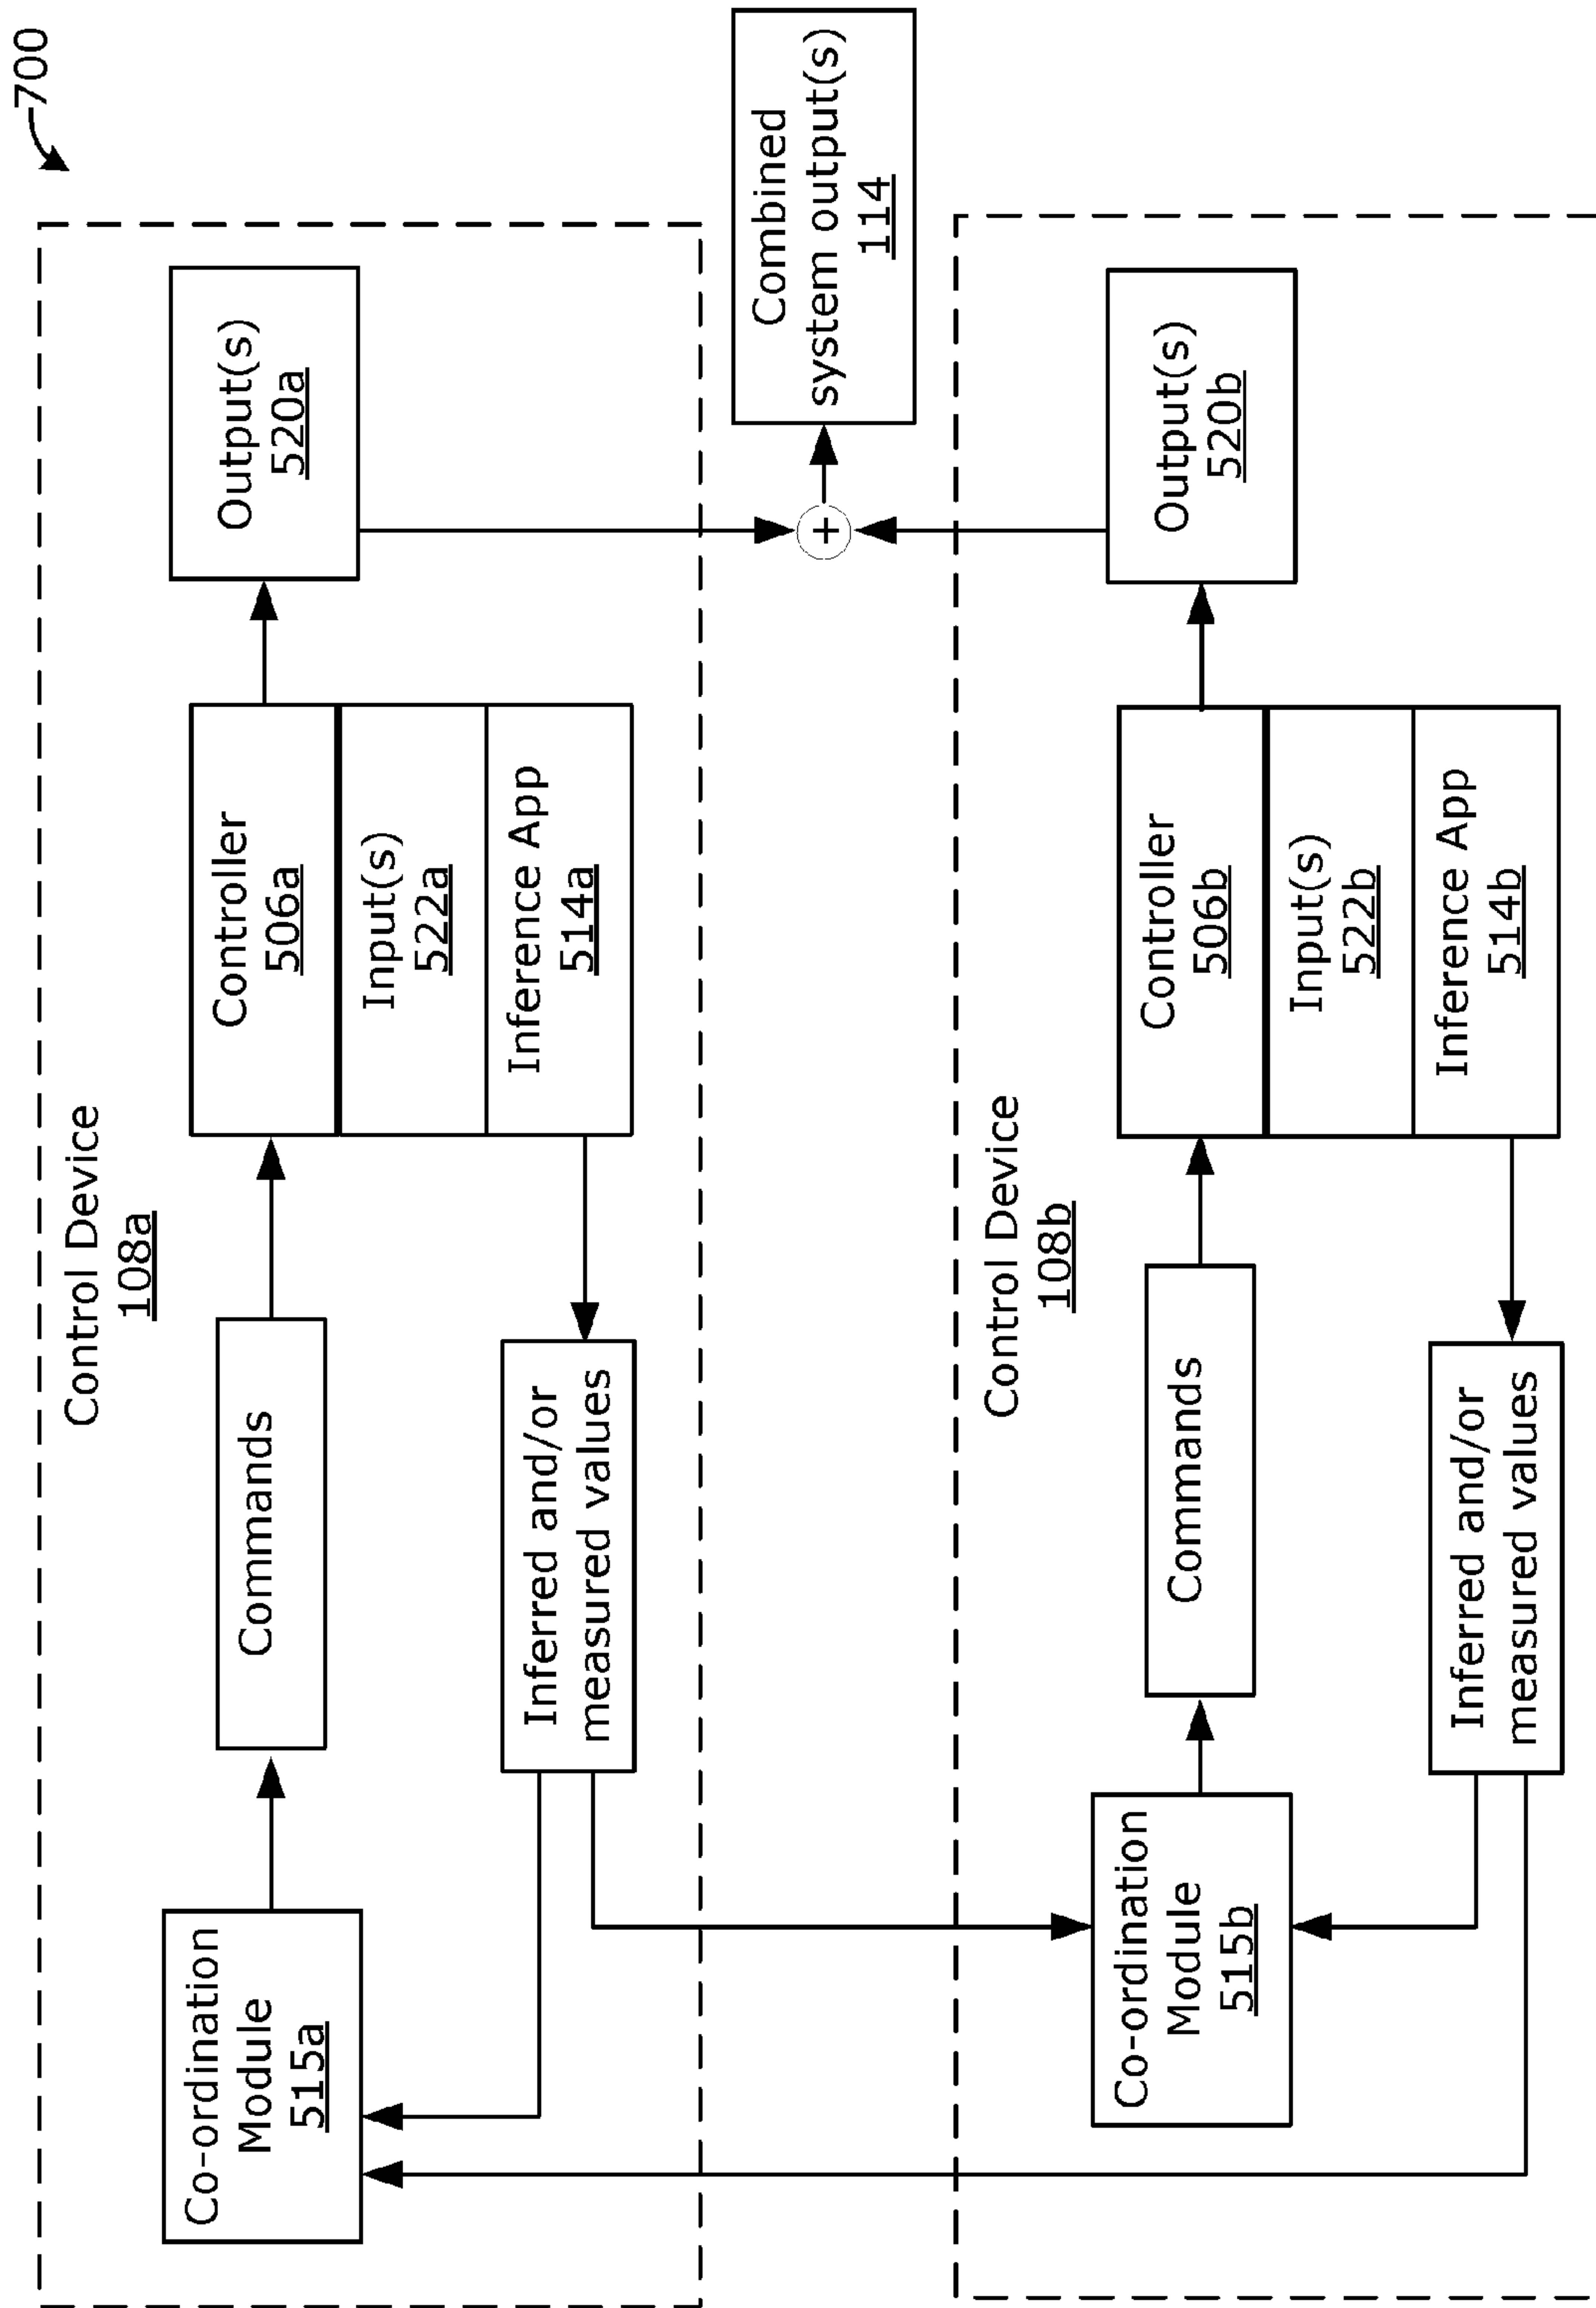 700
Control Device
108a
Co-ordination
Module
515a
Commands
Controller
506a
Input(s)
522a
Inference App
514a
Output(s)
520a
Inferred and/or
measured values
+
Combined
system output(s)
114
Control Device
108b
Co-ordination
Module
515b
Commands
Controller
506b
Input(s)
522b
Inference App
514b
Output(s)
520b
Inferred and/or
measured values